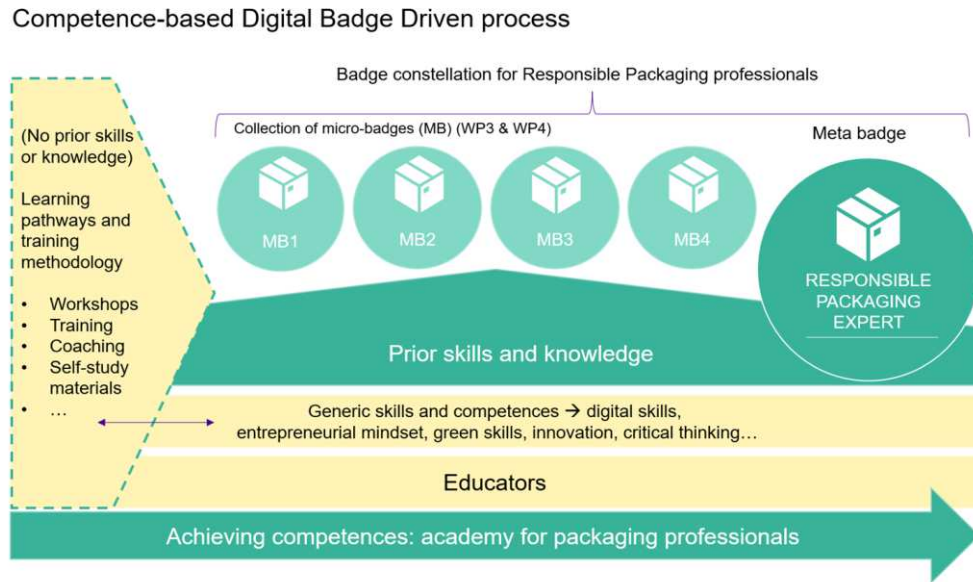 Competence-based Digital Badge Driven process
Badge constellation for Responsible Packaging professionals
(No prior skills
or knowledge)
Learning
pathways and
training
methodology
• Workshops
• Training
• Coaching
• Self-study
materials
• …
Collection of micro-badges (MB) (WP3 & WP4)
Meta badge
MB1
MB2
MB3
MB4
RESPONSIBLE
PACKAGING
EXPERT
Prior skills and knowledge
Generic skills and competences → digital skills,
entrepreneurial mindset, green skills, innovation, critical thinking…
Educators
Achieving competences: academy for packaging professionals